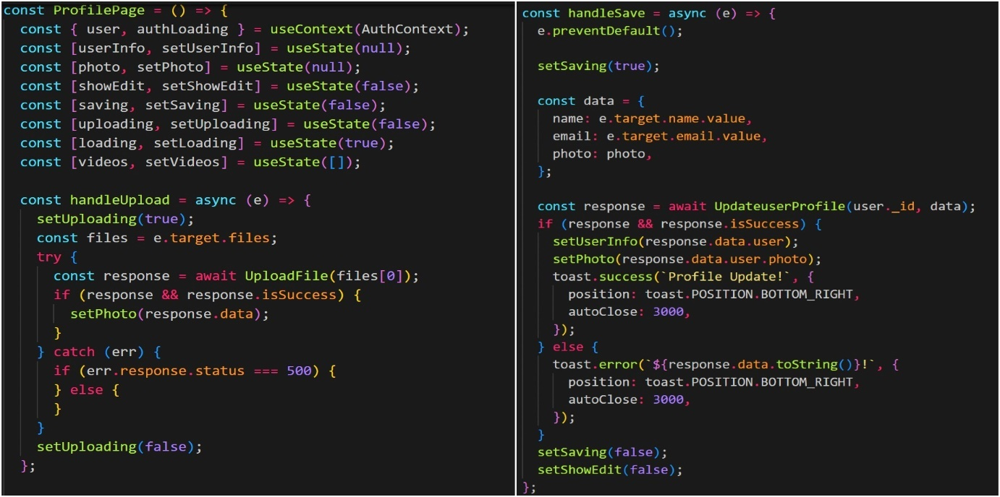 const ProfilePage = () => {
  const { user, authLoading } = useContext(AuthContext);
  const [userInfo, setUserInfo] = useState(null);
  const [photo, setPhoto] = useState(null);
  const [showEdit, setShowEdit] = useState(false);
  const [saving, setSaving] = useState(false);
  const [uploading, setUploading] = useState(false);
  const [loading, setLoading] = useState(true);
  const [videos, setVideos] = useState([]);

  const handleUpload = async (e) => {
    setUploading(true);
    const files = e.target.files;
    try {
      const response = await UploadFile(files[0]);
      if (response && response.isSuccess) {
        setPhoto(response.data);
      }
    } catch (err) {
      if (err.response.status === 500) {
      } else {
      }
    }
    setUploading(false);
  };

const handleSave = async (e) => {
  e.preventDefault();

  setSaving(true);

  const data = {
    name: e.target.name.value,
    email: e.target.email.value,
    photo: photo,
  };

  const response = await UpdateuserProfile(user._id, data);
  if (response && response.isSuccess) {
    setUserInfo(response.data.user);
    setPhoto(response.data.user.photo);
    toast.success(`Profile Update!`, {
      position: toast.POSITION.BOTTOM_RIGHT,
      autoClose: 3000,
    });
  } else {
    toast.error(`${response.data.toString()}!`, {
      position: toast.POSITION.BOTTOM_RIGHT,
      autoClose: 3000,
    });
  }
  setSaving(false);
  setShowEdit(false);
};